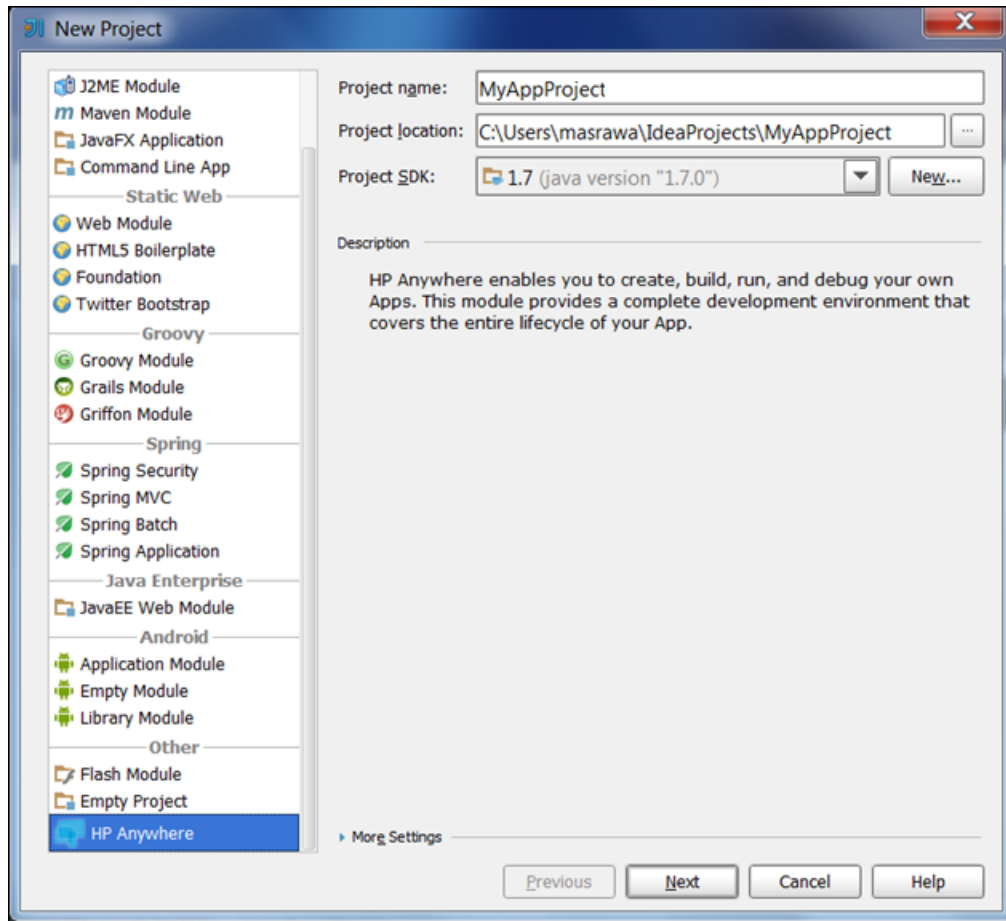 New Project
J2ME Module
Maven Module
JavaFX Application
Command Line App
Static Web
Web Module
HTML5 Boilerplate
Foundation
Twitter Bootstrap
Groovy
Groovy Module
Grails Module
Griffon Module
Spring
Spring Security
Spring MVC
Spring Batch
Spring Application
Java Enterprise
JavaEE Web Module
Android
Application Module
Empty Module
Library Module
Other
Flash Module
Empty Project
HP Anywhere
Project name: MyAppProject
Project location: C:\Users\masrawa\IdeaProjects\MyAppProject ...
Project SDK: 1.7 (java version "1.7.0") New...
Description
HP Anywhere enables you to create, build, run, and debug your own
Apps. This module provides a complete development environment that
covers the entire lifecycle of your App.
More Settings
Previous Next Cancel Help